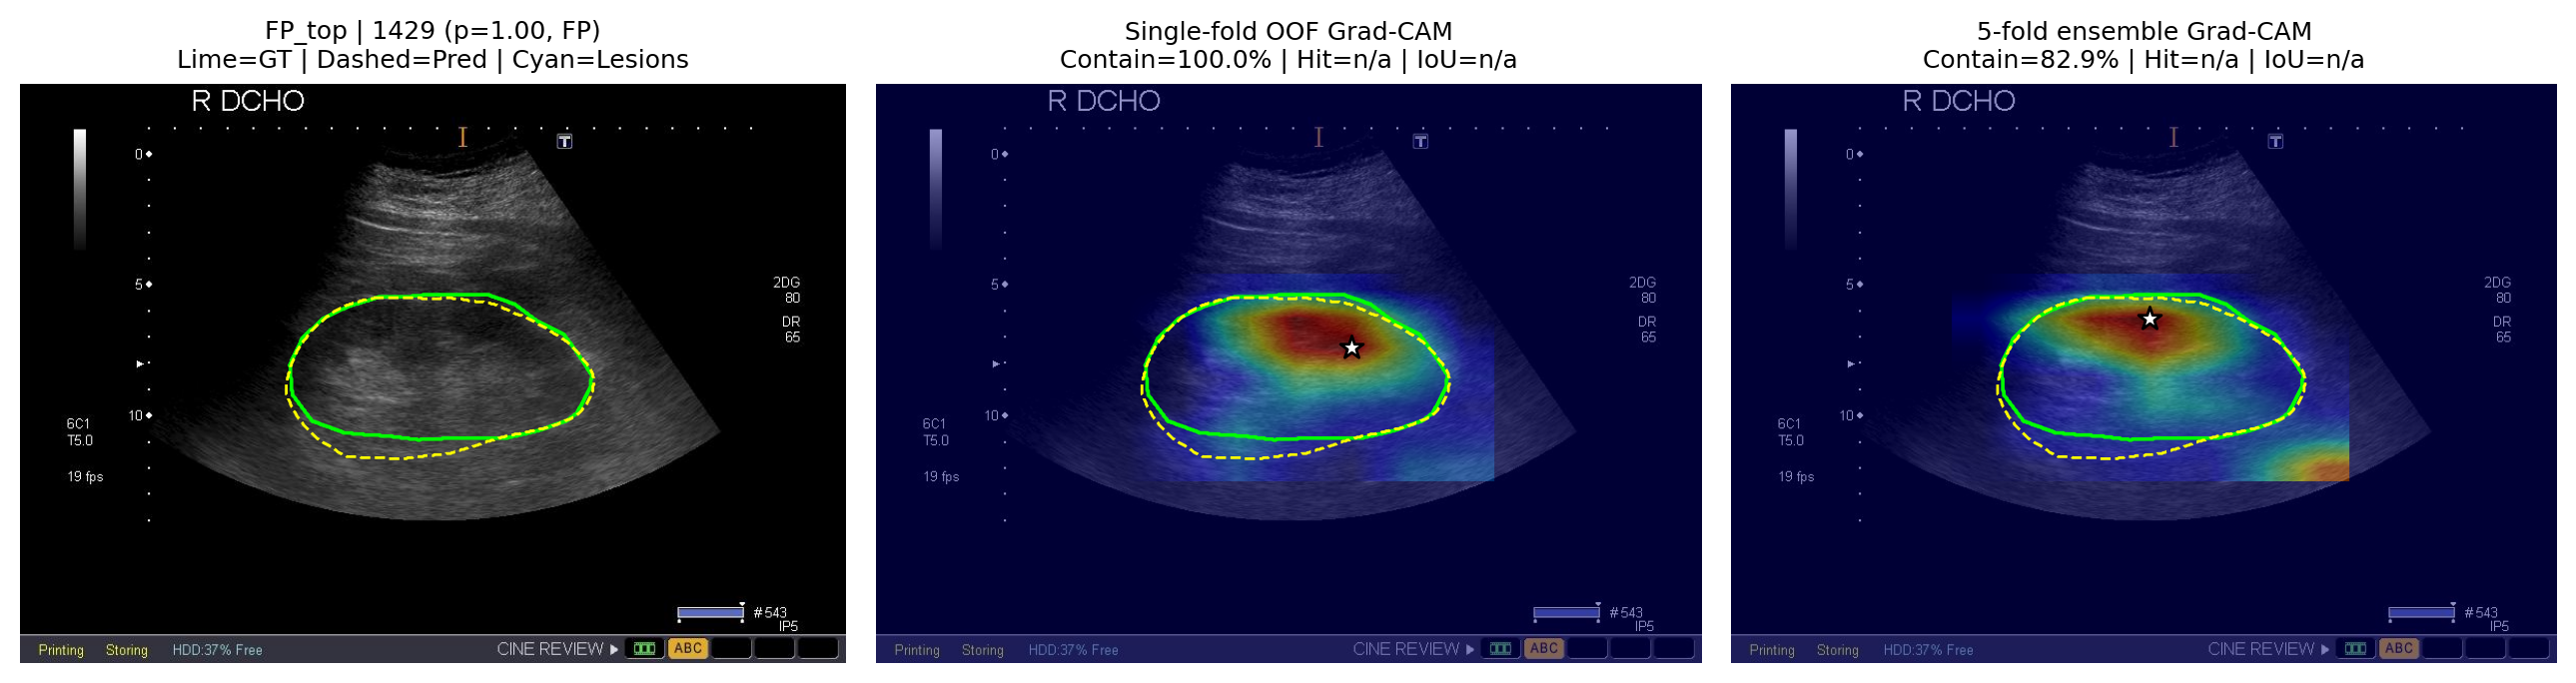 FP_top | 1429 (p=1.00, FP)
Lime=GT | Dashed=Pred | Cyan=Lesions
R DCHO
T
0
5
2DG
80
DR
65
10
6C1
T5.0
19 fps
#543
IP5
Printing Storing HDD:37% Free CINE REVIEW ABC
Single-fold OOF Grad-CAM
Contain=100.0% | Hit=n/a | IoU=n/a
R DCHO
T
0
5
2DG
80
DR
65
10
6C1
T5.0
19 fps
#543
IP5
Printing Storing HDD:37% Free CINE REVIEW ABC
5-fold ensemble Grad-CAM
Contain=82.9% | Hit=n/a | IoU=n/a
R DCHO
T
0
5
2DG
80
DR
65
10
6C1
T5.0
19 fps
#543
IP5
Printing Storing HDD:37% Free CINE REVIEW ABC